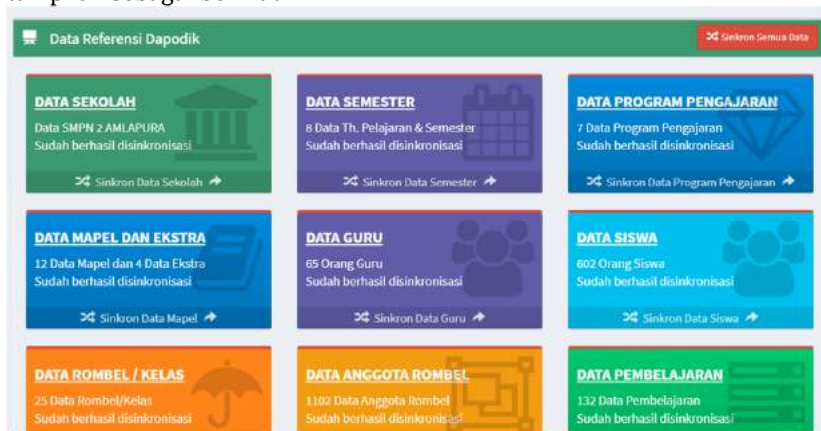 Data Referensi Dapodik
Sinkron Semua Data
DATA SEKOLAH
Data SMPN 2 AMLAPURA
Sudah berhasil disinkronisasi
Sinkron Data Sekolah
DATA SEMESTER
8 Data Th. Pelajaran & Semester
Sudah berhasil disinkronisasi
Sinkron Data Semester
DATA PROGRAM PENGAJARAN
7 Data Program Pengajaran
Sudah berhasil disinkronisasi
Sinkron Data Program Pengajaran
DATA MAPEL DAN EKSTRA
12 Data Mapel dan 4 Data Ekstra
Sudah berhasil disinkronisasi
Sinkron Data Mapel
DATA GURU
65 Orang Guru
Sudah berhasil disinkronisasi
Sinkron Data Guru
DATA SISWA
602 Orang Siswa
Sudah berhasil disinkronisasi
Sinkron Data Siswa
DATA ROMBEL / KELAS
25 Data Rombel/Kelas
Sudah berhasil disinkronisasi
DATA ANGGOTA ROMBEL
1102 Data Anggota Rombel
Sudah berhasil disinkronisasi
DATA PEMBELAJARAN
132 Data Pembelajaran
Sudah berhasil disinkronisasi